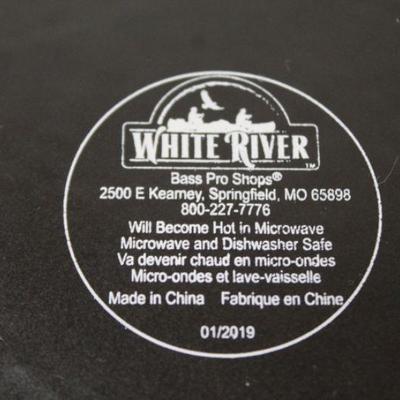 WHITE RIVER™
Bass Pro Shops®
2500 E Kearney, Springfield, MO 65898
800-227-7776
Will Become Hot in Microwave
Microwave and Dishwasher Safe
Va devenir chaud en micro-ondes
Micro-ondes et lave-vaisselle
Made in China Fabrique en Chine
01/2019